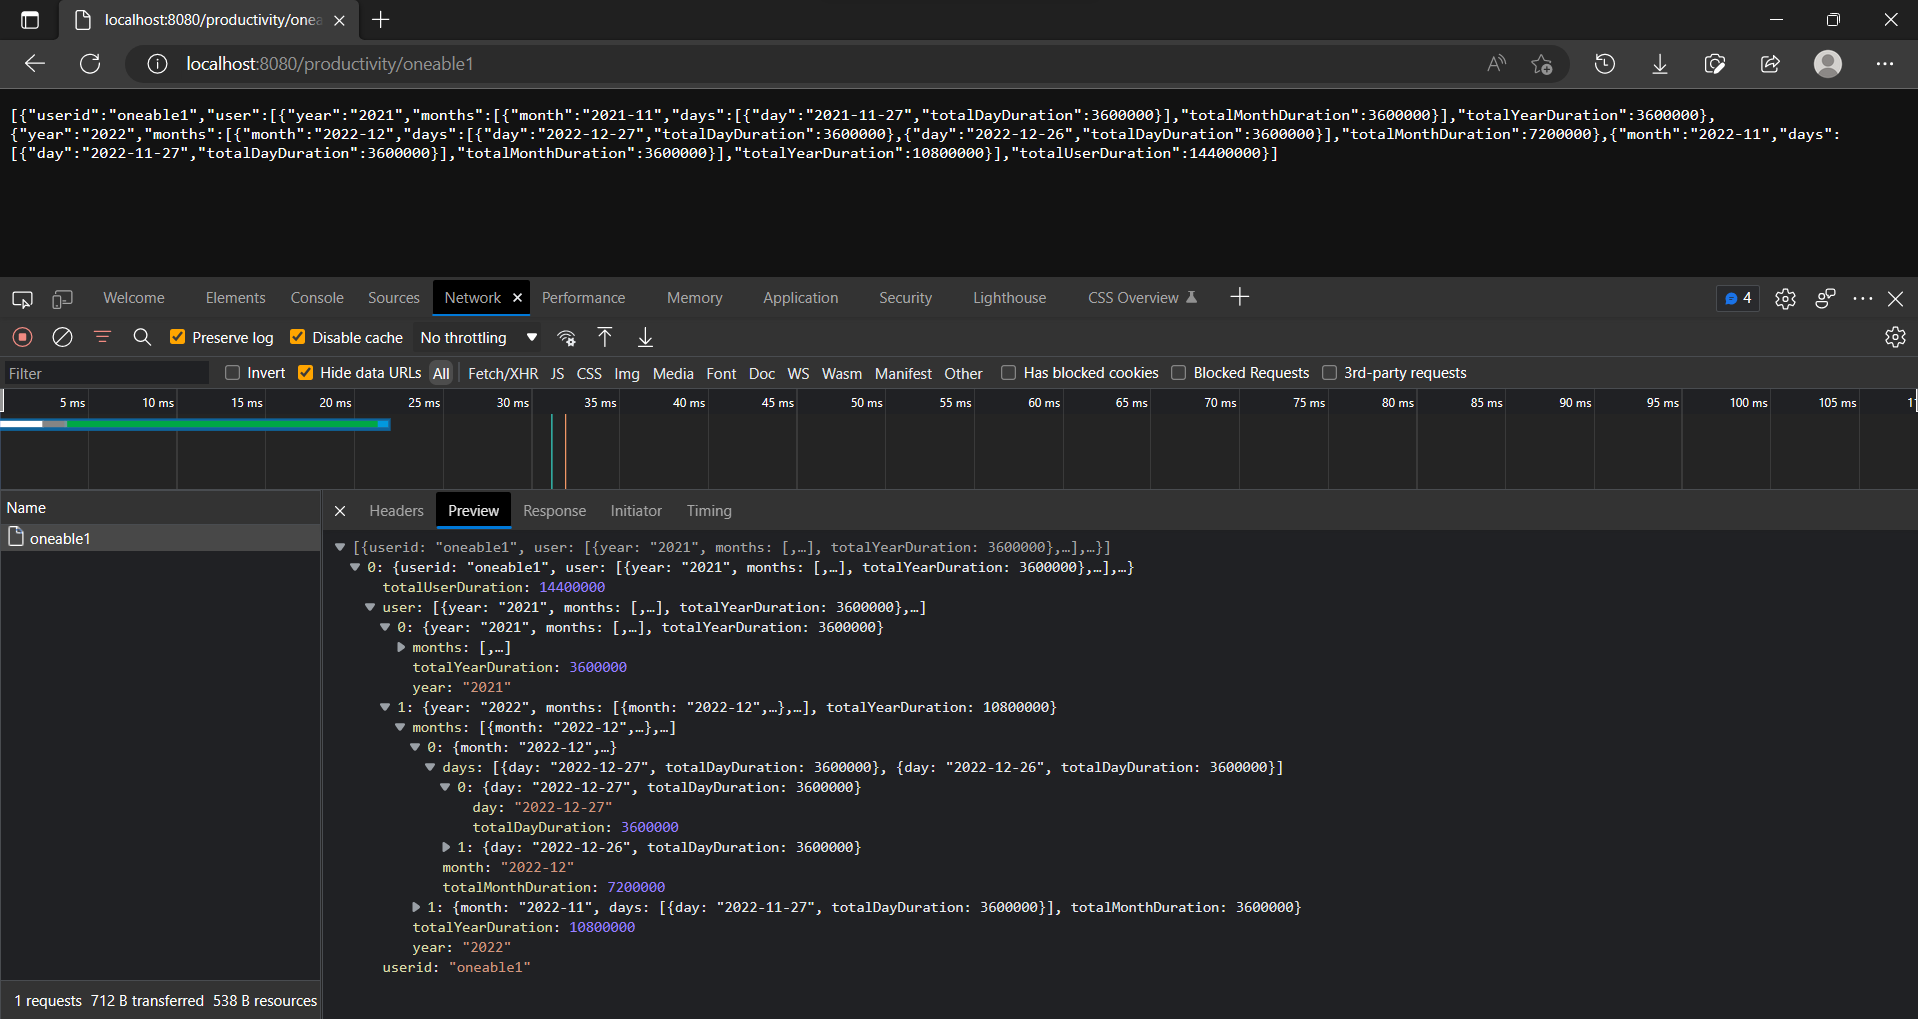 localhost:8080/productivity/onea
localhost:8080/productivity/oneable1
[{"userid":"oneable1","user":[{"year":"2021","months":[{"month":"2021-11","days":[{"day":"2021-11-27","totalDayDuration":3600000}],"totalMonthDuration":3600000}],"totalYearDuration":3600000},
{"year":"2022","months":[{"month":"2022-12","days":[{"day":"2022-12-27","totalDayDuration":3600000},{"day":"2022-12-26","totalDayDuration":3600000}],"totalMonthDuration":7200000},{"month":"2022-11","days":
[{"day":"2022-11-27","totalDayDuration":3600000}],"totalMonthDuration":3600000}],"totalYearDuration":10800000}],"totalUserDuration":14400000}]
Welcome Elements Console Sources Network Performance Memory Application Security Lighthouse CSS Overview 4
Preserve log Disable cache No throttling
Filter Invert Hide data URLs All Fetch/XHR JS CSS Img Media Font Doc WS Wasm Manifest Other Has blocked cookies Blocked Requests 3rd-party requests
5 ms 10 ms 15 ms 20 ms 25 ms 30 ms 35 ms 40 ms 45 ms 50 ms 55 ms 60 ms 65 ms 70 ms 75 ms 80 ms 85 ms 90 ms 95 ms 100 ms 105 ms
Name
oneable1
Headers Preview Response Initiator Timing
[{userid: "oneable1", user: [{year: "2021", months: [,…], totalYearDuration: 3600000},…],…}]
0: {userid: "oneable1", user: [{year: "2021", months: [,…], totalYearDuration: 3600000},…],…}
totalUserDuration: 14400000
user: [{year: "2021", months: [,…], totalYearDuration: 3600000},…]
0: {year: "2021", months: [,…], totalYearDuration: 3600000}
months: [,…]
totalYearDuration: 3600000
year: "2021"
1: {year: "2022", months: [{month: "2022-12",…},…], totalYearDuration: 10800000}
months: [{month: "2022-12",…},…]
0: {month: "2022-12",…}
days: [{day: "2022-12-27", totalDayDuration: 3600000}, {day: "2022-12-26", totalDayDuration: 3600000}]
0: {day: "2022-12-27", totalDayDuration: 3600000}
day: "2022-12-27"
totalDayDuration: 3600000
1: {day: "2022-12-26", totalDayDuration: 3600000}
month: "2022-12"
totalMonthDuration: 7200000
1: {month: "2022-11", days: [{day: "2022-11-27", totalDayDuration: 3600000}], totalMonthDuration: 3600000}
totalYearDuration: 10800000
year: "2022"
userid: "oneable1"
1 requests 712 B transferred 538 B resources